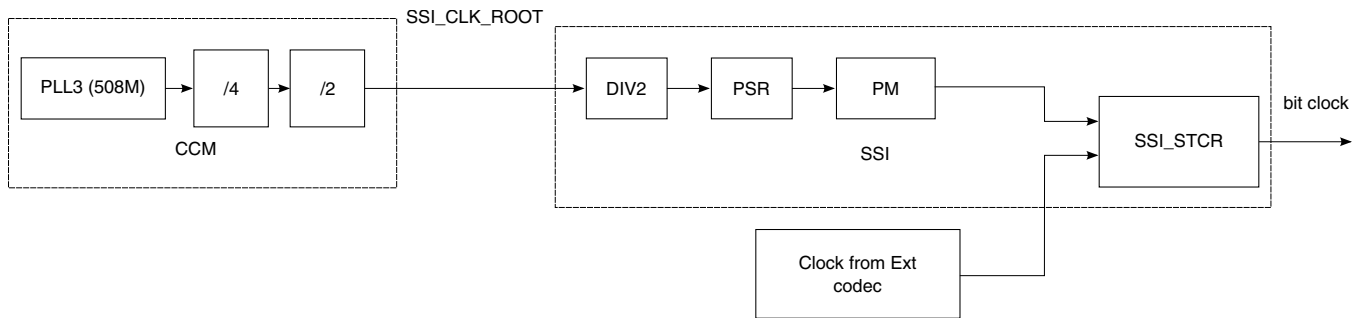 SSI_CLK_ROOT
PLL3 (508M)
/4
/2
CCM
DIV2
PSR
PM
SSI
SSI_STCR
bit clock
Clock from Ext
codec